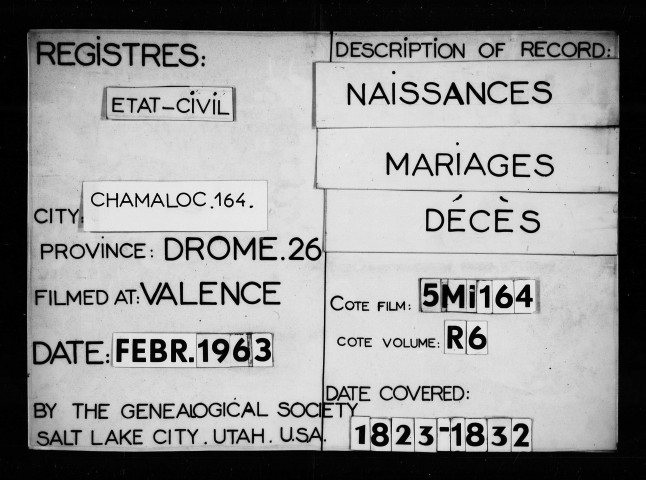 REGISTRES:
ETAT-CIVIL
CITY: CHAMALOC.164.
PROVINCE: DROME.26
FILMED AT: VALENCE
DATE: FEBR.1963
BY THE GENEALOGICAL SOCIETY
SALT LAKE CITY. UTAH. U.S.A.
DESCRIPTION OF RECORD:
NAISSANCES
MARIAGES
DÉCÈS
COTE FILM: 5Mi164
COTE VOLUME: R6
DATE COVERED:
1823-1832